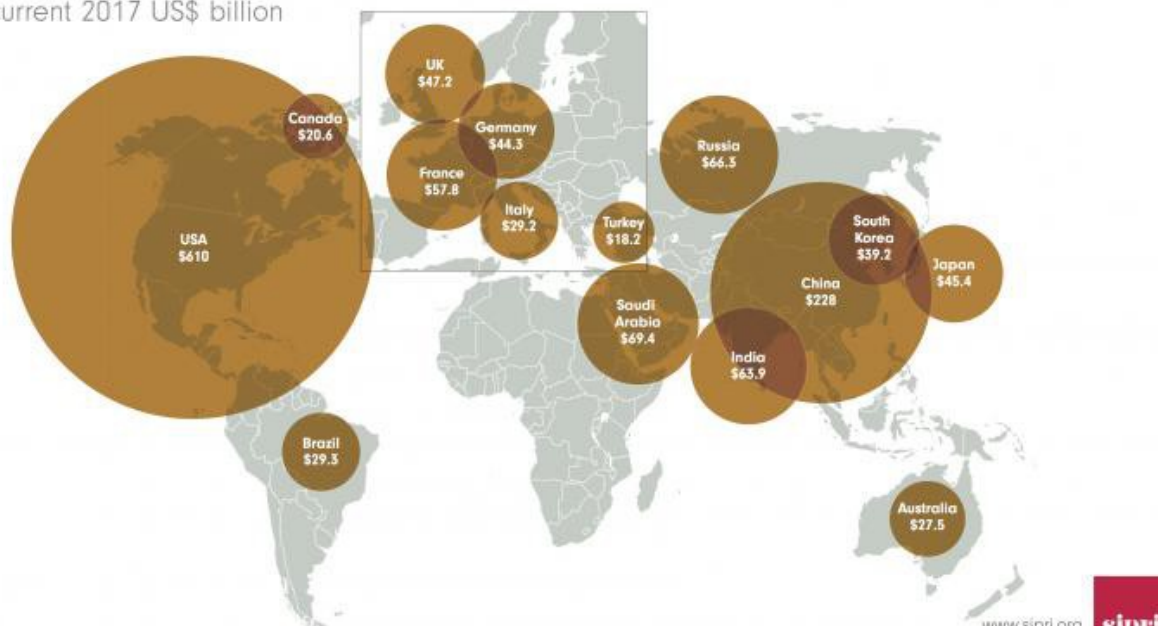 current 2017 US$ billion
UK
$47.2
Canada
$20.6
Germany
$44.3
France
$57.8
Italy
$29.2
Turkey
$18.2
Russia
$66.3
USA
$610
South
Korea
$39.2
Japan
$45.4
China
$228
Saudi
Arabia
$69.4
India
$63.9
Brazil
$29.3
Australia
$27.5
www.sipri.org
sipri